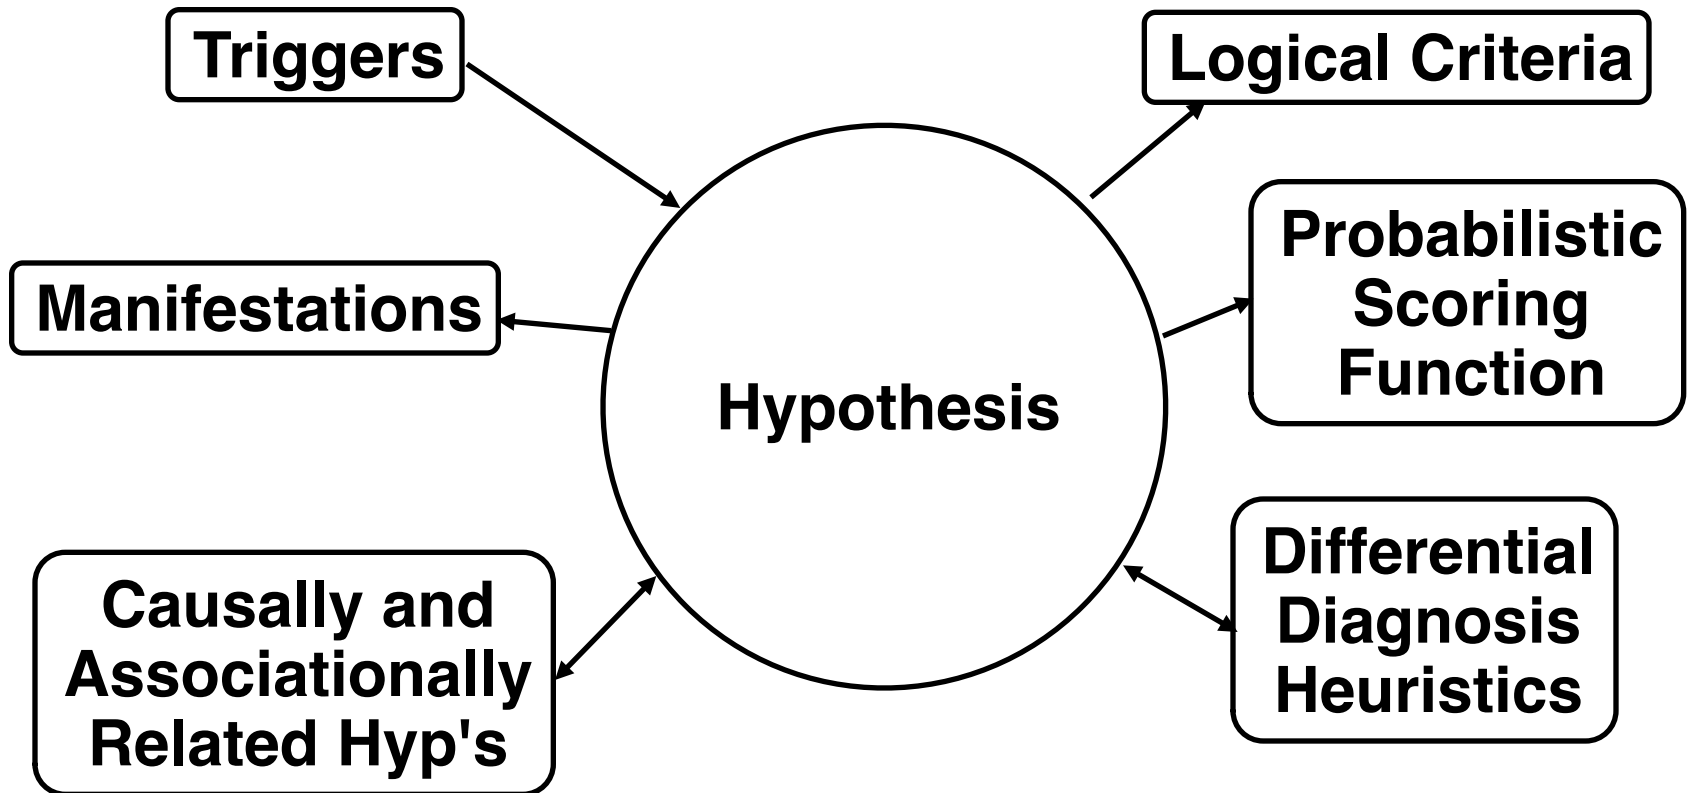 Triggers
Logical Criteria
Probabilistic
Scoring
Function
Manifestations
Hypothesis
Differential
Diagnosis
Heuristics
Causally and
Associationally
Related Hyp's